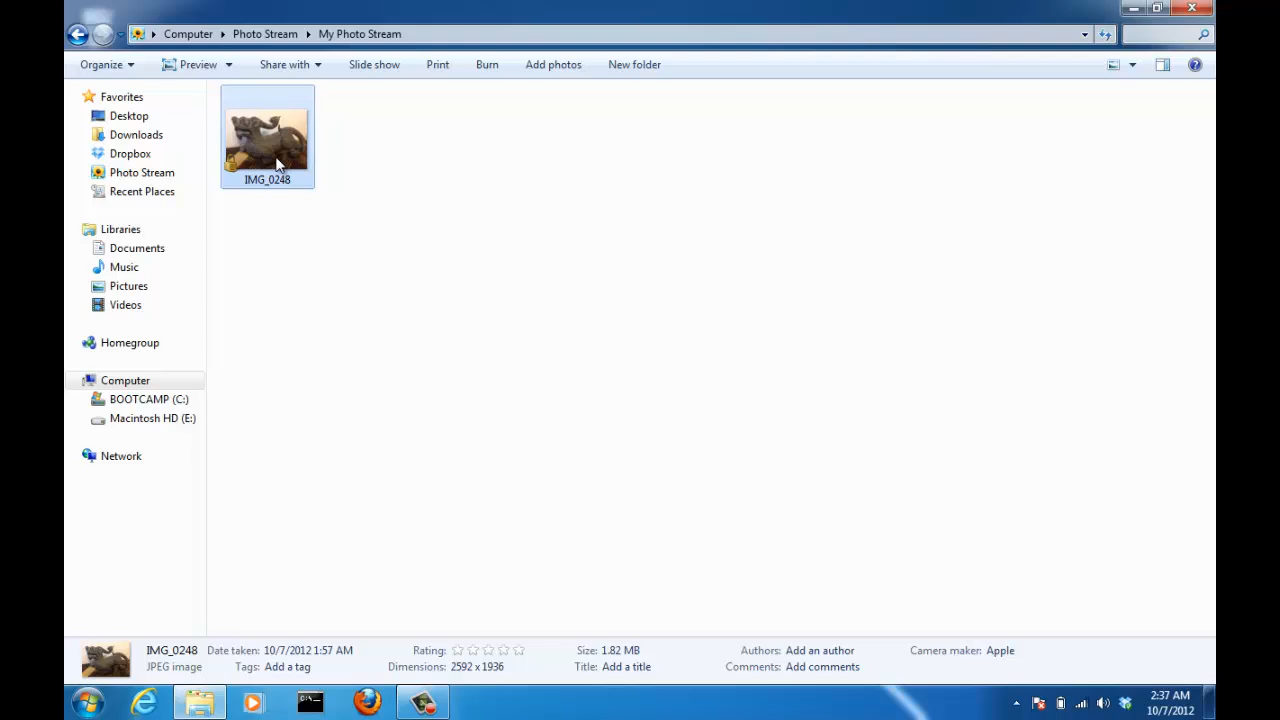 Computer Photo Stream My Photo Stream
Organize Preview Share with Slide show Print Burn Add photos New folder
Favorites
Desktop
Downloads
Dropbox
Photo Stream
Recent Places
Libraries
Documents
Music
Pictures
Videos
Homegroup
Computer
BOOTCAMP (C:)
Macintosh HD (E:)
Network
IMG_0248
IMG_0248 Date taken: 10/7/2012 1:57 AM Rating: Size: 1.82 MB Authors: Add an author Camera maker: Apple
JPEG image Tags: Add a tag Dimensions: 2592 x 1936 Title: Add a title Comments: Add comments
C:\_
2:37 AM
10/7/2012